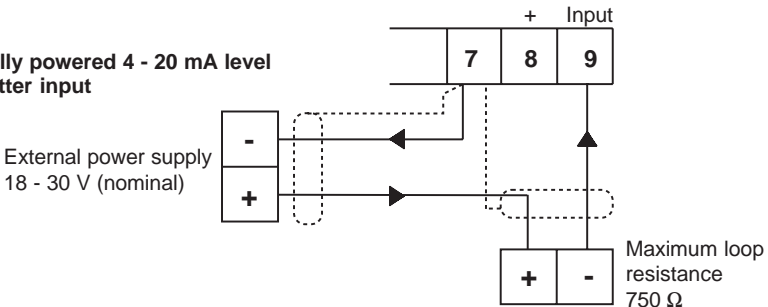 + Input
7 8 9
lly powered 4 - 20 mA level
tter input
-
External power supply
18 - 30 V (nominal)
+
+ -
Maximum loop
resistance
750 Ω